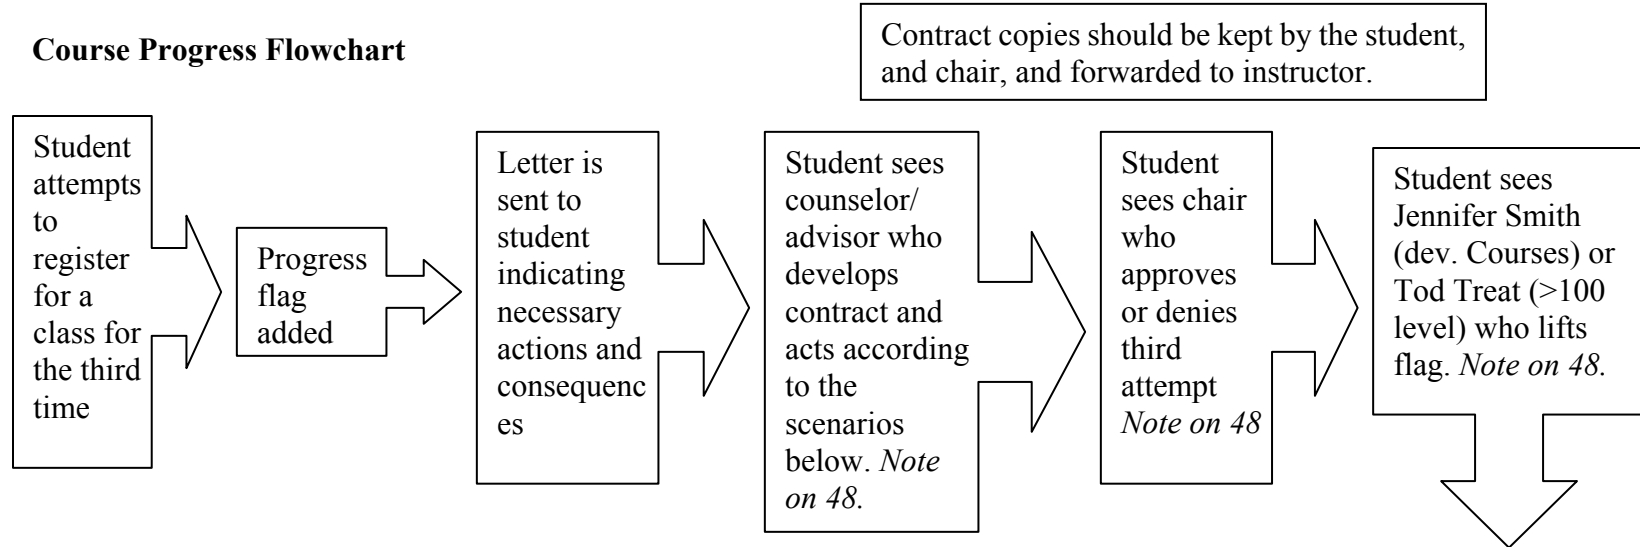 Course Progress Flowchart
Contract copies should be kept by the student,
and chair, and forwarded to instructor.
Student
attempts
to
register
for a
class for
the third
time
Progress
flag
added
Letter is
sent to
student
indicating
necessary
actions and
consequenc
es
Student sees
counselor/
advisor who
develops
contract and
acts according
to the
scenarios
below. Note
on 48.
Student
sees chair
who
approves
or denies
third
attempt
Note on 48
Student sees
Jennifer Smith
(dev. Courses) or
Tod Treat (>100
level) who lifts
flag. Note on 48.